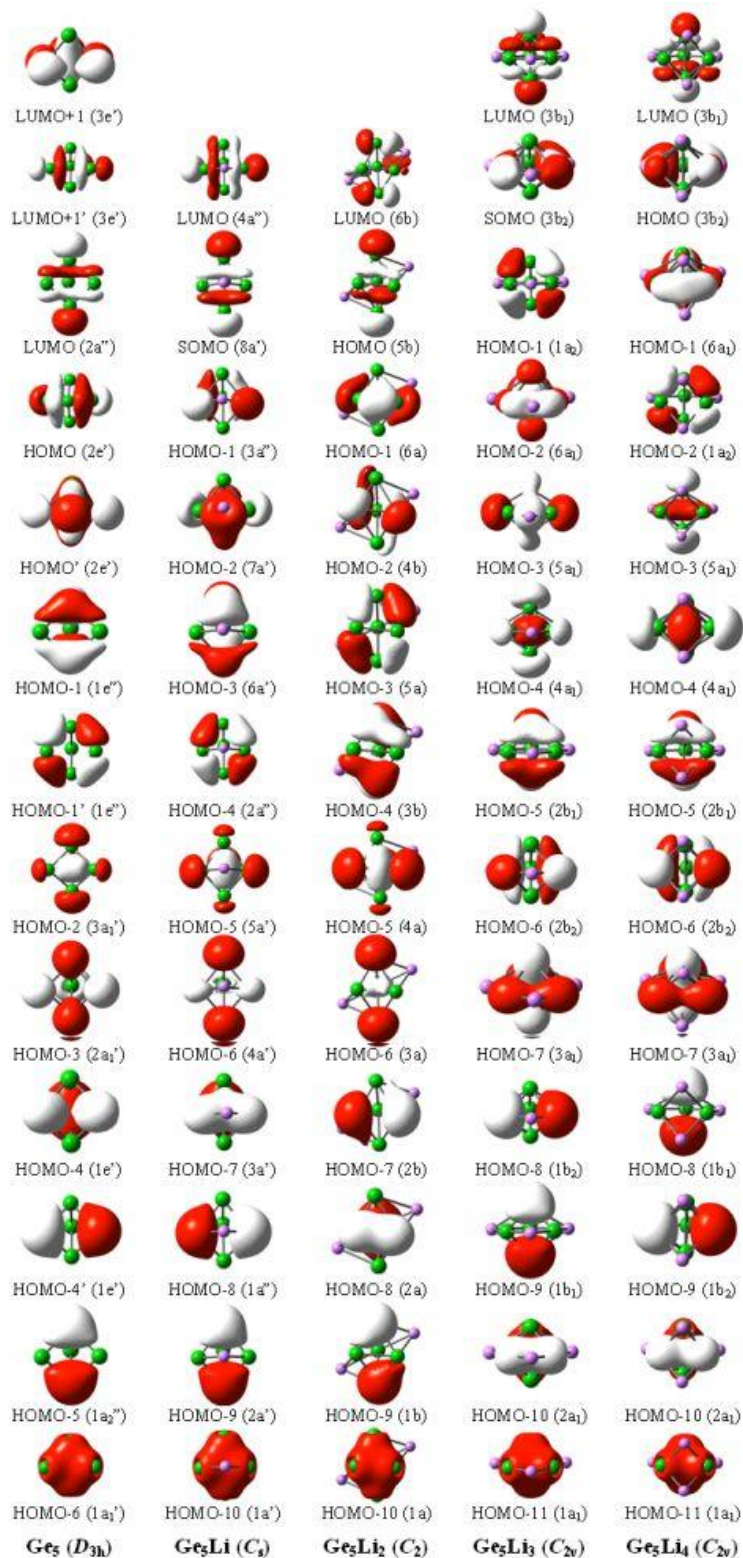 LUMO+1 (3e') LUMO (3b₁) LUMO (3b₁)
LUMO+1' (3e') LUMO (4a") LUMO (6b) SOMO (3b₂) HOMO (3b₂)
LUMO (2a") SOMO (8a') HOMO (5b) HOMO-1 (1a₂) HOMO-1 (6a₁)
HOMO (2e') HOMO-1 (3a") HOMO-1 (6a) HOMO-2 (6a₁) HOMO-2 (1a₂)
HOMO' (2e') HOMO-2 (7a') HOMO-2 (4b) HOMO-3 (5a₁) HOMO-3 (5a₁)
HOMO-1 (1e") HOMO-3 (6a') HOMO-3 (5a) HOMO-4 (4a₁) HOMO-4 (4a₁)
HOMO-1' (1e") HOMO-4 (2a") HOMO-4 (3b) HOMO-5 (2b₁) HOMO-5 (2b₁)
HOMO-2 (3a₁') HOMO-5 (5a') HOMO-5 (4a) HOMO-6 (2b₂) HOMO-6 (2b₂)
HOMO-3 (2a₁') HOMO-6 (4a') HOMO-6 (3a) HOMO-7 (3a₁) HOMO-7 (3a₁)
HOMO-4 (1e') HOMO-7 (3a') HOMO-7 (2b) HOMO-8 (1b₂) HOMO-8 (1b₁)
HOMO-4' (1e') HOMO-8 (1a") HOMO-8 (2a) HOMO-9 (1b₁) HOMO-9 (1b₂)
HOMO-5 (1a₂") HOMO-9 (2a') HOMO-9 (1b) HOMO-10 (2a₁) HOMO-10 (2a₁)
HOMO-6 (1a₁') HOMO-10 (1a') HOMO-10 (1a) HOMO-11 (1a₁) HOMO-11 (1a₁)
Ge₅ (D₃ₕ) Ge₅Li (Cₛ) Ge₅Li₂ (C₂) Ge₅Li₃ (C₂ᵥ) Ge₅Li₄ (C₂ᵥ)